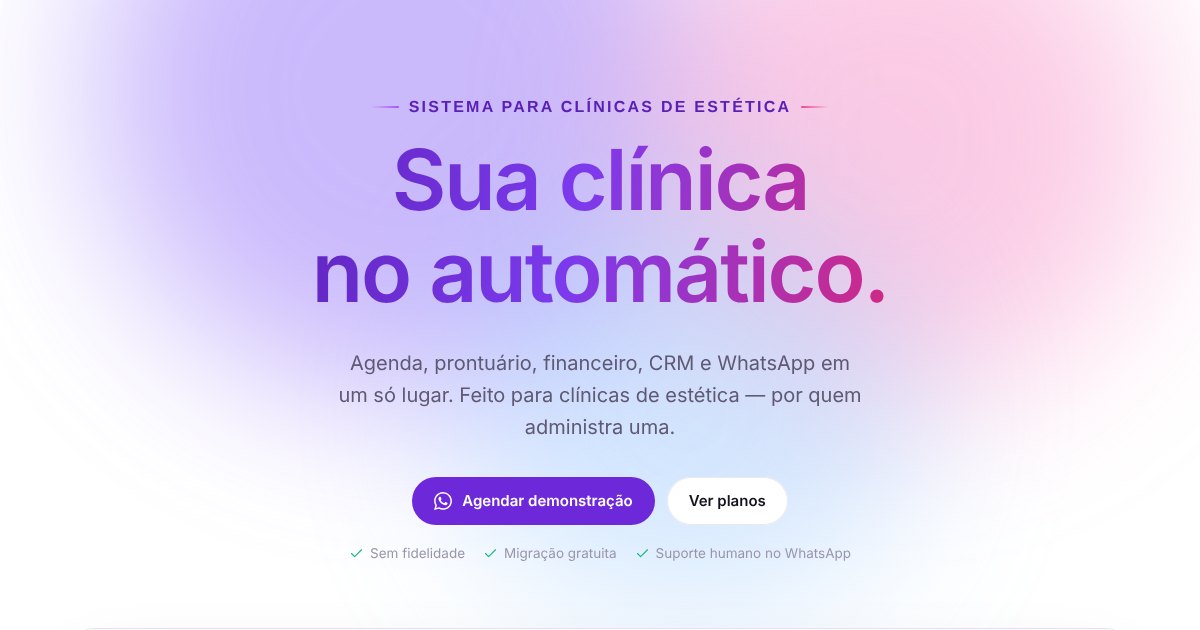 SISTEMA PARA CLÍNICAS DE ESTÉTICA
Sua clínica
no automático.
Agenda, prontuário, financeiro, CRM e WhatsApp em
um só lugar. Feito para clínicas de estética — por quem
administra uma.
Agendar demonstração
Ver planos
Sem fidelidade
Migração gratuita
Suporte humano no WhatsApp